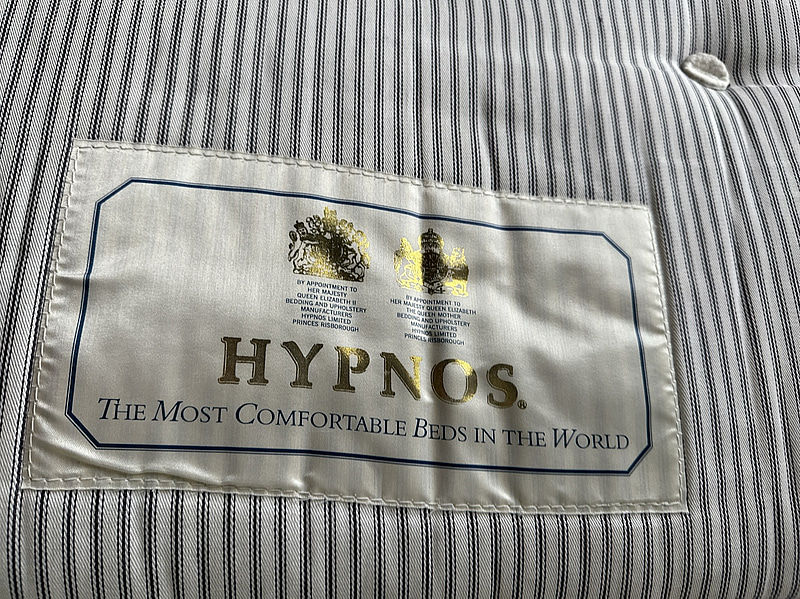 BY APPOINTMENT TO
HER MAJESTY
QUEEN ELIZABETH II
BEDDING AND UPHOLSTERY
MANUFACTURERS
HYPNOS LIMITED
PRINCES RISBOROUGH
BY APPOINTMENT TO
HER MAJESTY QUEEN ELIZABETH
THE QUEEN MOTHER
BEDDING AND UPHOLSTERY
MANUFACTURERS
HYPNOS LIMITED
PRINCES RISBOROUGH
HYPNOS®
THE MOST COMFORTABLE BEDS IN THE WORLD